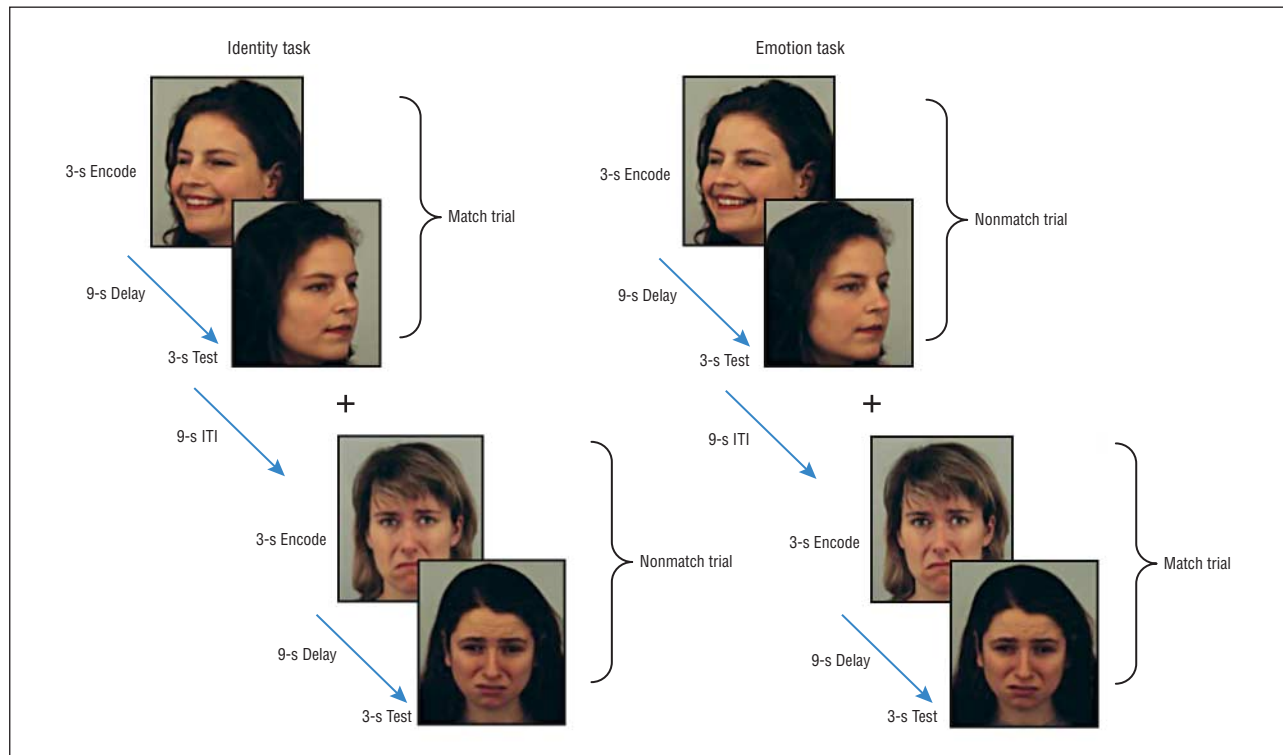 Identity task
3-s Encode
Match trial
9-s Delay
3-s Test
+
9-s ITI
3-s Encode
Nonmatch trial
9-s Delay
3-s Test
Emotion task
3-s Encode
Nonmatch trial
9-s Delay
3-s Test
+
9-s ITI
3-s Encode
Match trial
9-s Delay
3-s Test